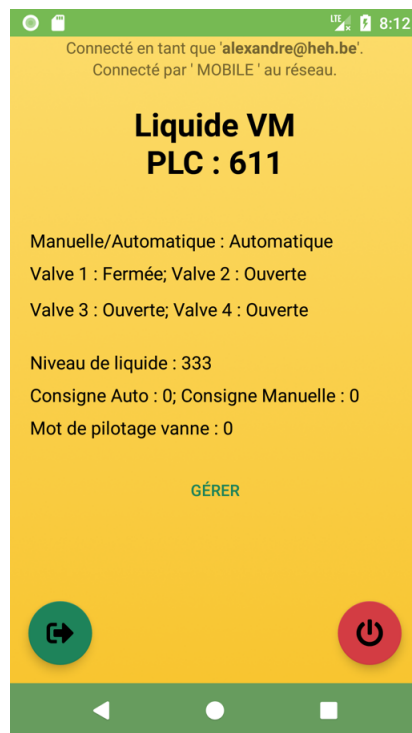 LTE 8:12
Connecté en tant que 'alexandre@heh.be'.
Connecté par ' MOBILE ' au réseau.
Liquide VM
PLC : 611
Manuelle/Automatique : Automatique
Valve 1 : Fermée; Valve 2 : Ouverte
Valve 3 : Ouverte; Valve 4 : Ouverte
Niveau de liquide : 333
Consigne Auto : 0; Consigne Manuelle : 0
Mot de pilotage vanne : 0
GÉRER